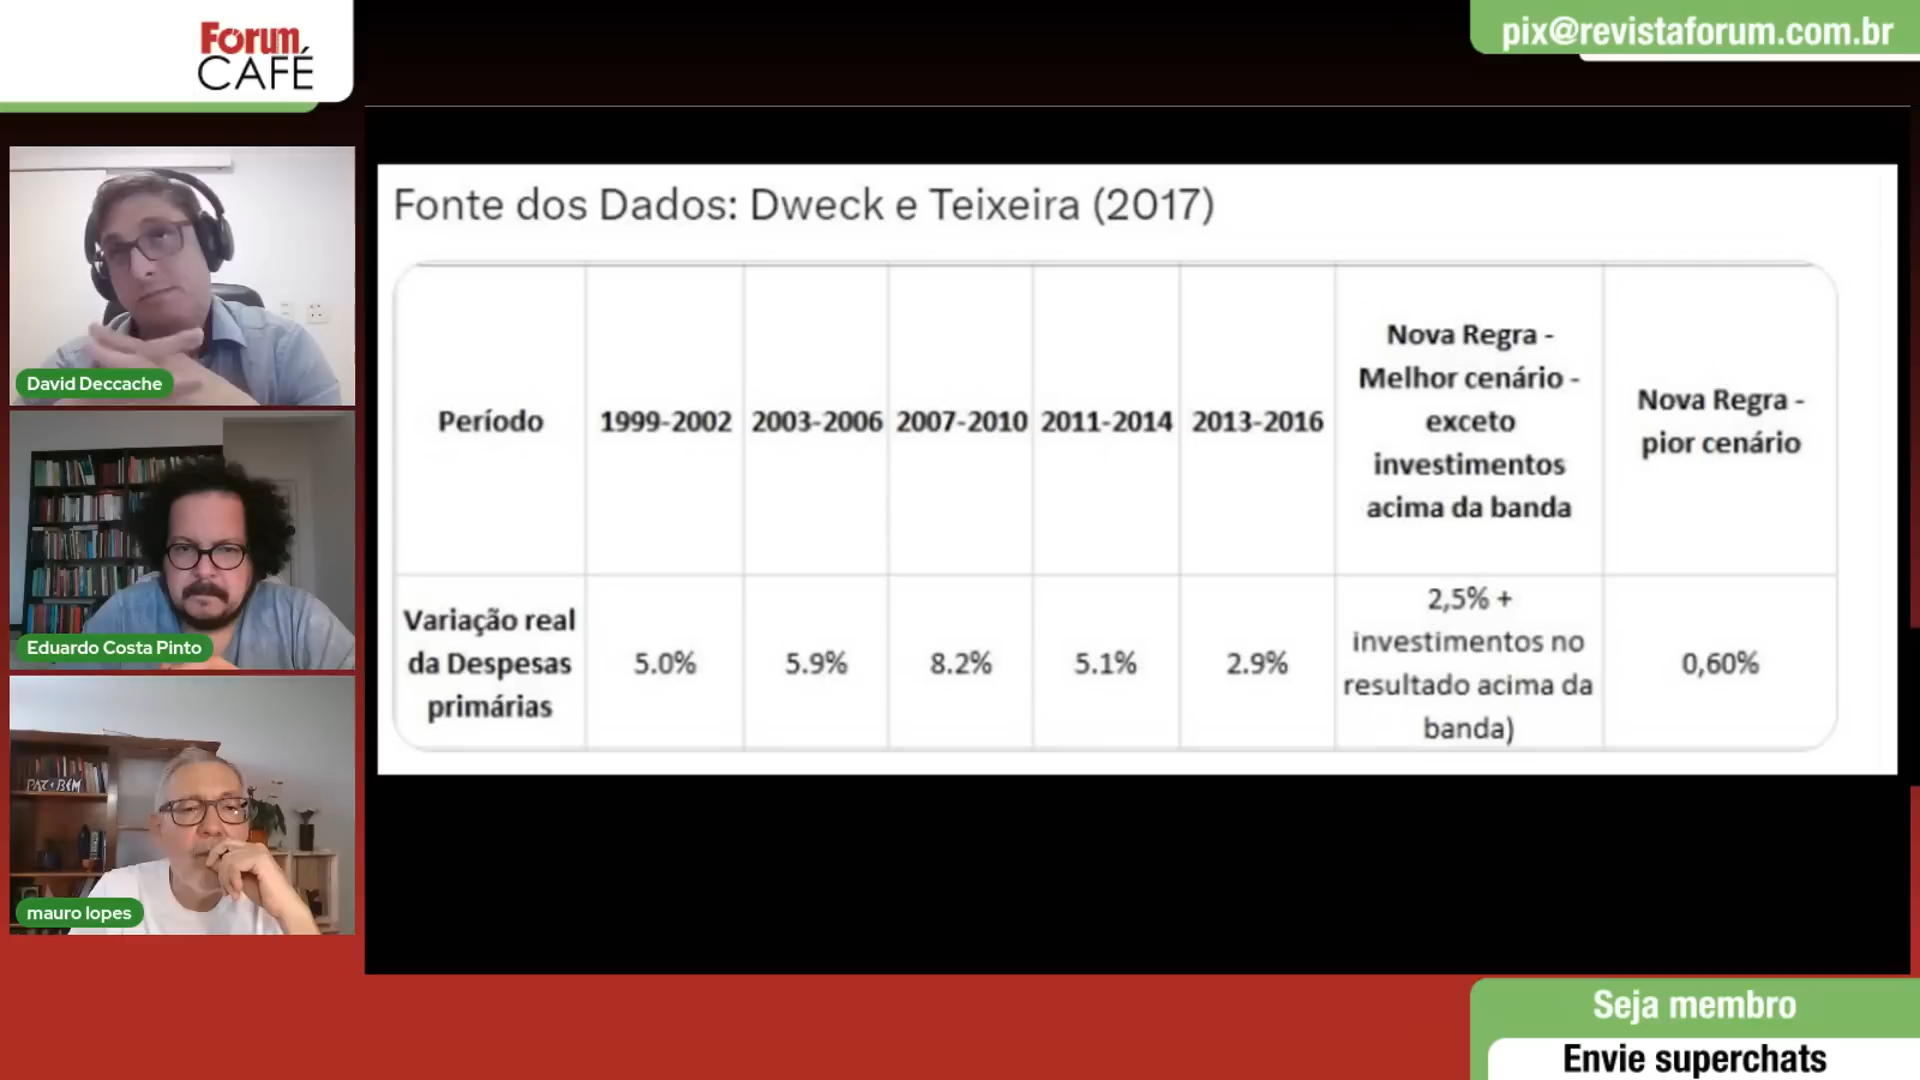 Forum
CAFÉ
pix@revistaforum.com.br
David Deccache
Eduardo Costa Pinto
PAZ • BEM
mauro lopes
Fonte dos Dados: Dweck e Teixeira (2017)
Período
1999-2002
2003-2006
2007-2010
2011-2014
2013-2016
Nova Regra -
Melhor cenário -
exceto
investimentos
acima da banda
Nova Regra -
pior cenário
Variação real
da Despesas
primárias
5.0%
5.9%
8.2%
5.1%
2.9%
2,5% +
investimentos no
resultado acima da
banda)
0,60%
Seja membro
Envie superchats